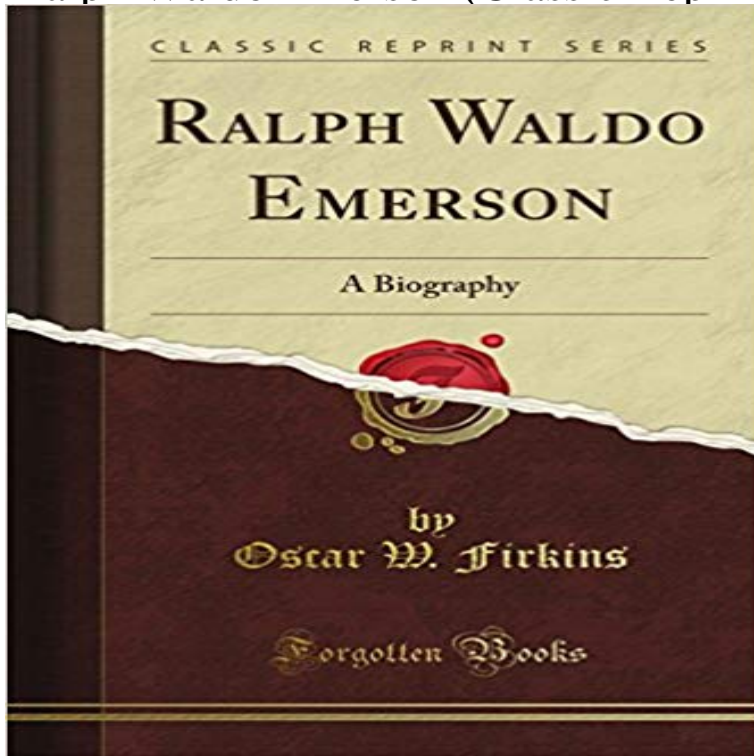 CLASSIC REPRINT SERIES
RALPH WALDO
EMERSON
A Biography
by
Oscar W. Firkins
Forgotten Books